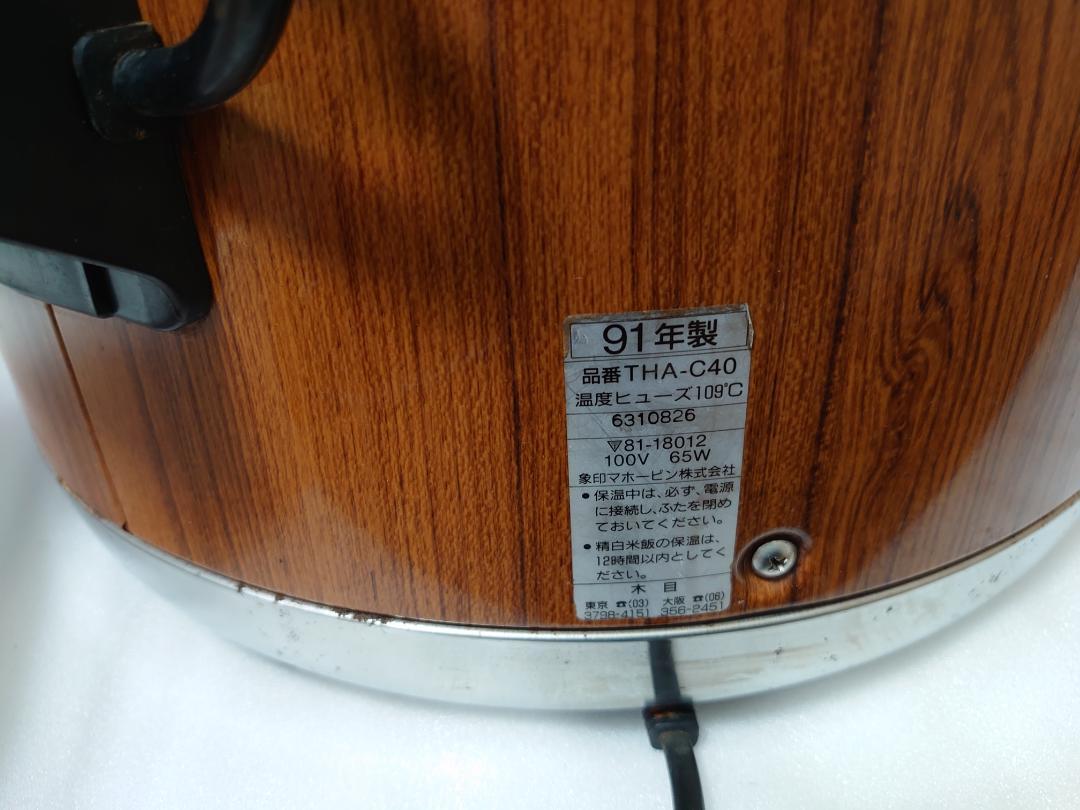 91年製
品番THA-C40
温度ヒューズ109℃
6310826
81-18012
100V 65W
象印マホービン株式会社
●保温中は、必ず、電源
に接続し、ふたを閉め
ておいてください。
●精白米飯の保温は、
12時間以内としてく
ださい。
木目
東京 ☎(03) 大阪 ☎(06)
3798-4151 356-2451